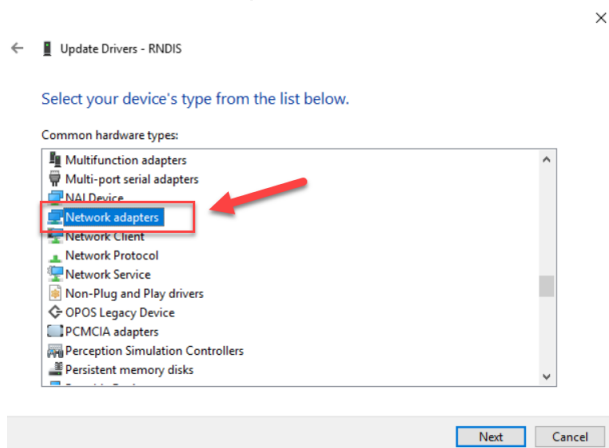 Update Drivers - RNDIS
Select your device's type from the list below.
Common hardware types:
Multifunction adapters
Multi-port serial adapters
NAI Device
Network adapters
Network Client
Network Protocol
Network Service
Non-Plug and Play drivers
OPOS Legacy Device
PCMCIA adapters
Perception Simulation Controllers
Persistent memory disks
Next
Cancel